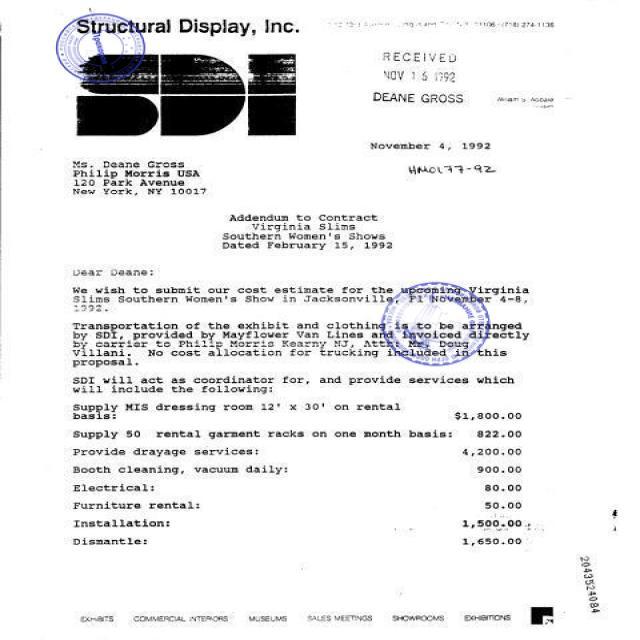 Structural Display, Inc.
11106 · (718) 274-1136
SDI
RECEIVED
NOV 16 1992
DEANE GROSS
November 4, 1992
HM0177-92
Ms. Deane Gross
Philip Morris USA
120 Park Avenue
New York, NY 10017
Addendum to Contract
Virginia Slims
Southern Women's Shows
Dated February 15, 1992
Dear Deane:
We wish to submit our cost estimate for the upcoming Virginia
Slims Southern Women's Show in Jacksonville, Fl November 4-8,
1992.
Transportation of the exhibit and clothing is to be arranged
by SDI, provided by Mayflower Van Lines and invoiced directly
by carrier to Philip Morris Kearny NJ, Attn: Mr. Doug
Villani. No cost allocation for trucking included in this
proposal.
SDI will act as coordinator for, and provide services which
will include the following:
Supply MIS dressing room 12' x 30' on rental
basis: $1,800.00
Supply 50 rental garment racks on one month basis: 822.00
Provide drayage services: 4,200.00
Booth cleaning, vacuum daily: 900.00
Electrical: 80.00
Furniture rental: 50.00
Installation: 1,500.00
Dismantle: 1,650.00
2043524084
EXHIBITS COMMERCIAL INTERIORS MUSEUMS SALES MEETINGS SHOWROOMS EXHIBITIONS